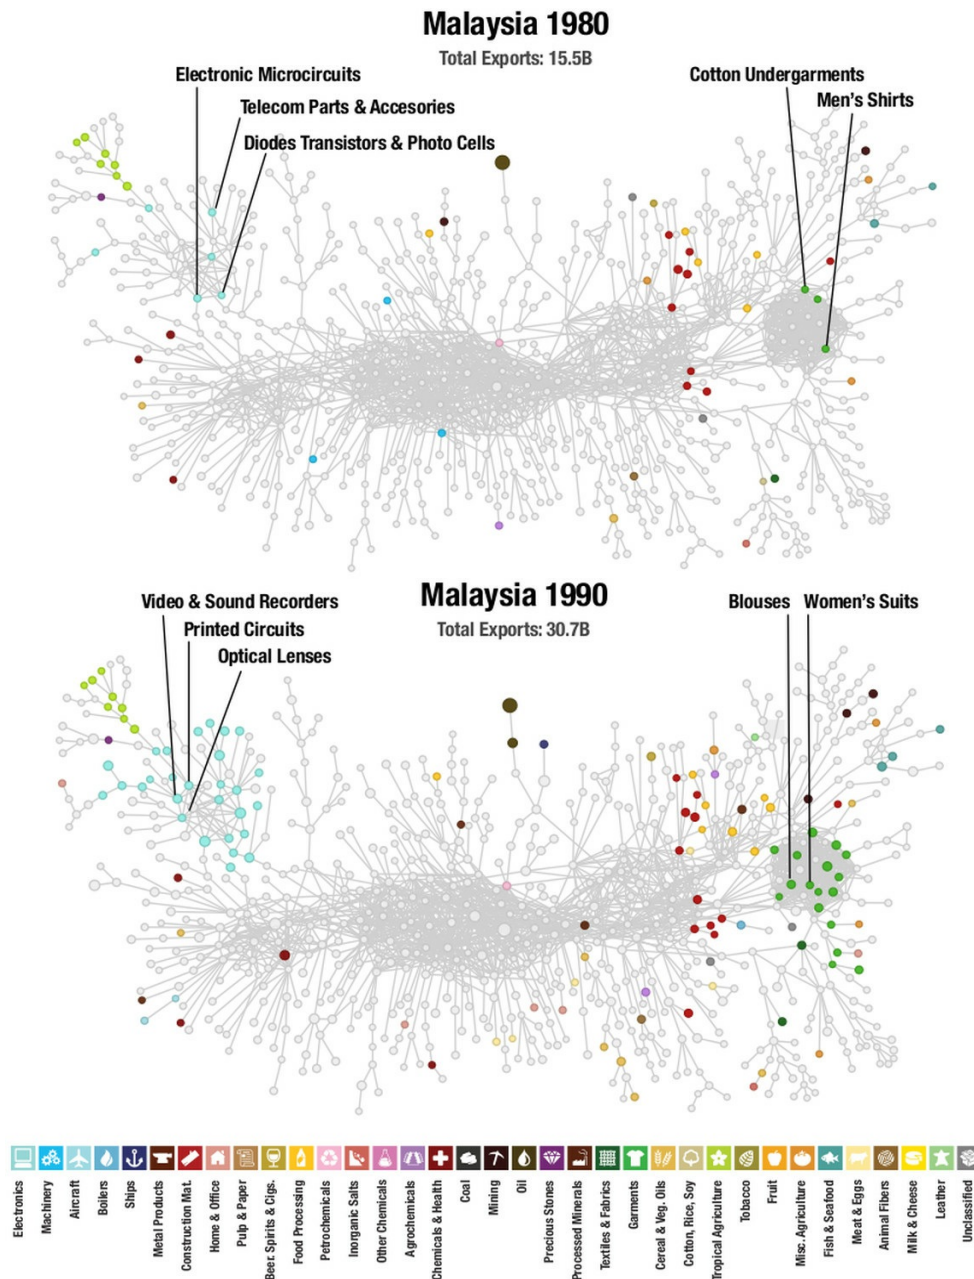 Malaysia 1980
Total Exports: 15.5B
Electronic Microcircuits
Cotton Undergarments
Telecom Parts & Accesories
Men's Shirts
Diodes Transistors & Photo Cells
Malaysia 1990
Total Exports: 30.7B
Video & Sound Recorders
Blouses
Women's Suits
Printed Circuits
Optical Lenses
Electronics
Machinery
Aircraft
Boilers
Ships
Metal Products
Construction Mat.
Home & Office
Pulp & Paper
Beer. Spirits & Cigs.
Food Processing
Petrochemicals
Inorganic Salts
Other Chemicals
Agrochemicals
Chemicals & Health
Coal
Mining
Oil
Precious Stones
Processed Minerals
Textiles & Fabrics
Garments
Cereal & Veg. Oils
Cotton, Rice, Soy
Tropical Agriculture
Tobacco
Fruit
Misc. Agriculture
Fish & Seafood
Meat & Eggs
Animal Fibers
Milk & Cheese
Leather
Unclassified